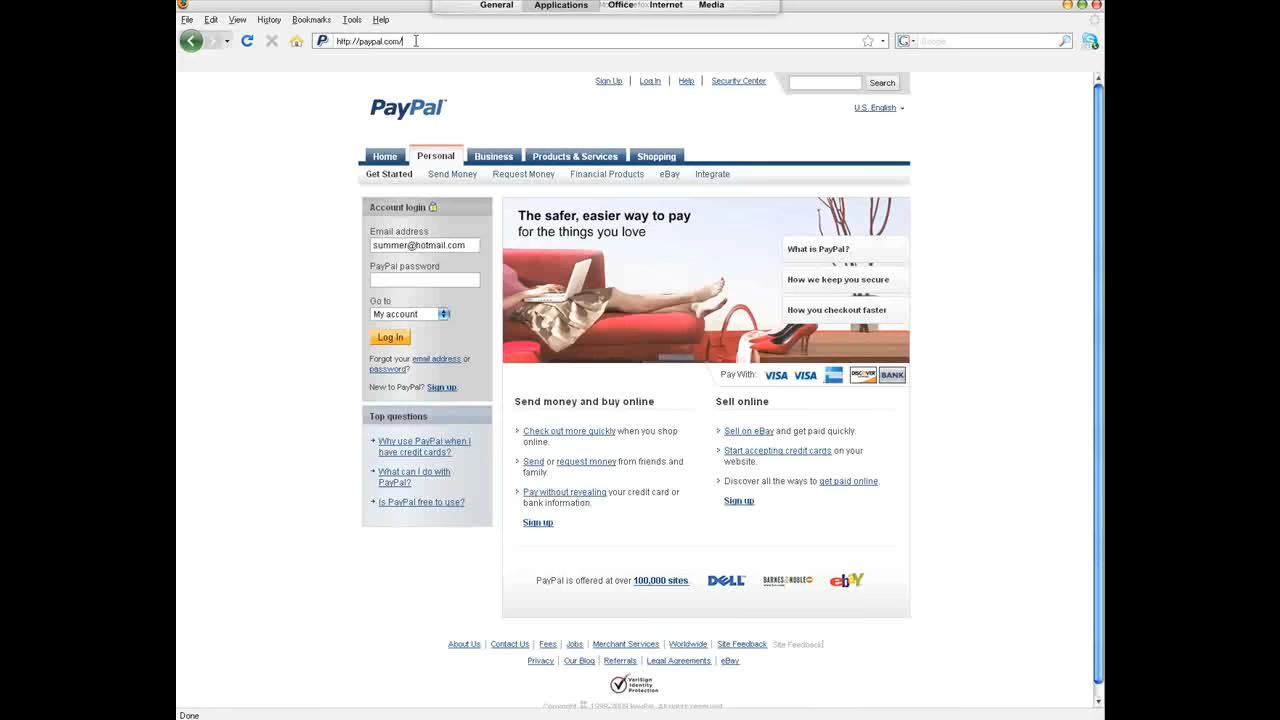 General Applications Office Internet Media
File Edit View History Bookmarks Tools Help
http://paypal.com/
Google
Sign Up | Log In | Help | Security Center
Search
PayPal
U.S. English
Home Personal Business Products & Services Shopping
Get Started Send Money Request Money Financial Products eBay Integrate
Account login
Email address
summer@hotmail.com
PayPal password
Go to
My account
Log In
Forgot your email address or
password?
New to PayPal? Sign up.
Top questions
Why use PayPal when I
have credit cards?
What can I do with
PayPal?
Is PayPal free to use?
The safer, easier way to pay
for the things you love
What is PayPal?
How we keep you secure
How you checkout faster
Pay With: VISA VISA DISCOVER BANK
Send money and buy online
Check out more quickly when you shop
online.
Send or request money from friends and
family.
Pay without revealing your credit card or
bank information.
Sign up
Sell online
Sell on eBay and get paid quickly.
Start accepting credit cards on your
website.
Discover all the ways to get paid online.
Sign up
PayPal is offered at over 100,000 sites. DELL BARNES&NOBLE ebay
About Us | Contact Us | Fees | Jobs | Merchant Services | Worldwide | Site Feedback Site Feedback]
Privacy | Our Blog | Referrals | Legal Agreements | eBay
VeriSign
Identity
Protection
Copyright © 1999-2009 PayPal. All rights reserved.
Done